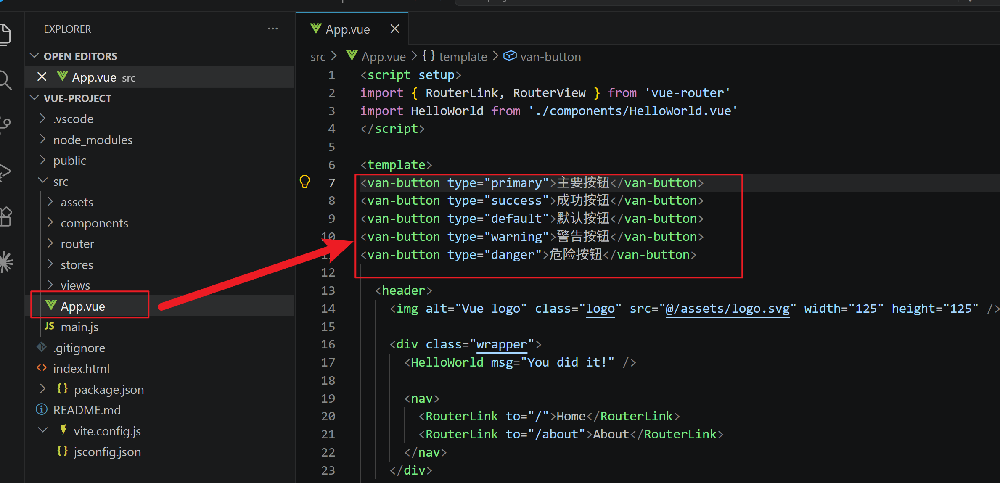 EXPLORER
OPEN EDITORS
App.vue src
VUE-PROJECT
.vscode
node_modules
public
src
assets
components
router
stores
views
App.vue
JS main.js
.gitignore
index.html
{} package.json
README.md
vite.config.js
{} jsconfig.json
App.vue
src > App.vue > {} template > van-button
1 <script setup>
2 import { RouterLink, RouterView } from 'vue-router'
3 import HelloWorld from './components/HelloWorld.vue'
4 </script>
5
6 <template>
7 <van-button type="primary">主要按钮</van-button>
8 <van-button type="success">成功按钮</van-button>
9 <van-button type="default">默认按钮</van-button>
10 <van-button type="warning">警告按钮</van-button>
<van-button type="danger">危险按钮</van-button>
12
13 <header>
14 <img alt="Vue logo" class="logo" src="@/assets/logo.svg" width="125" height="125" />
15
16 <div class="wrapper">
17 <HelloWorld msg="You did it!" />
18
19 <nav>
20 <RouterLink to="/">Home</RouterLink>
21 <RouterLink to="/about">About</RouterLink>
22 </nav>
23 </div>